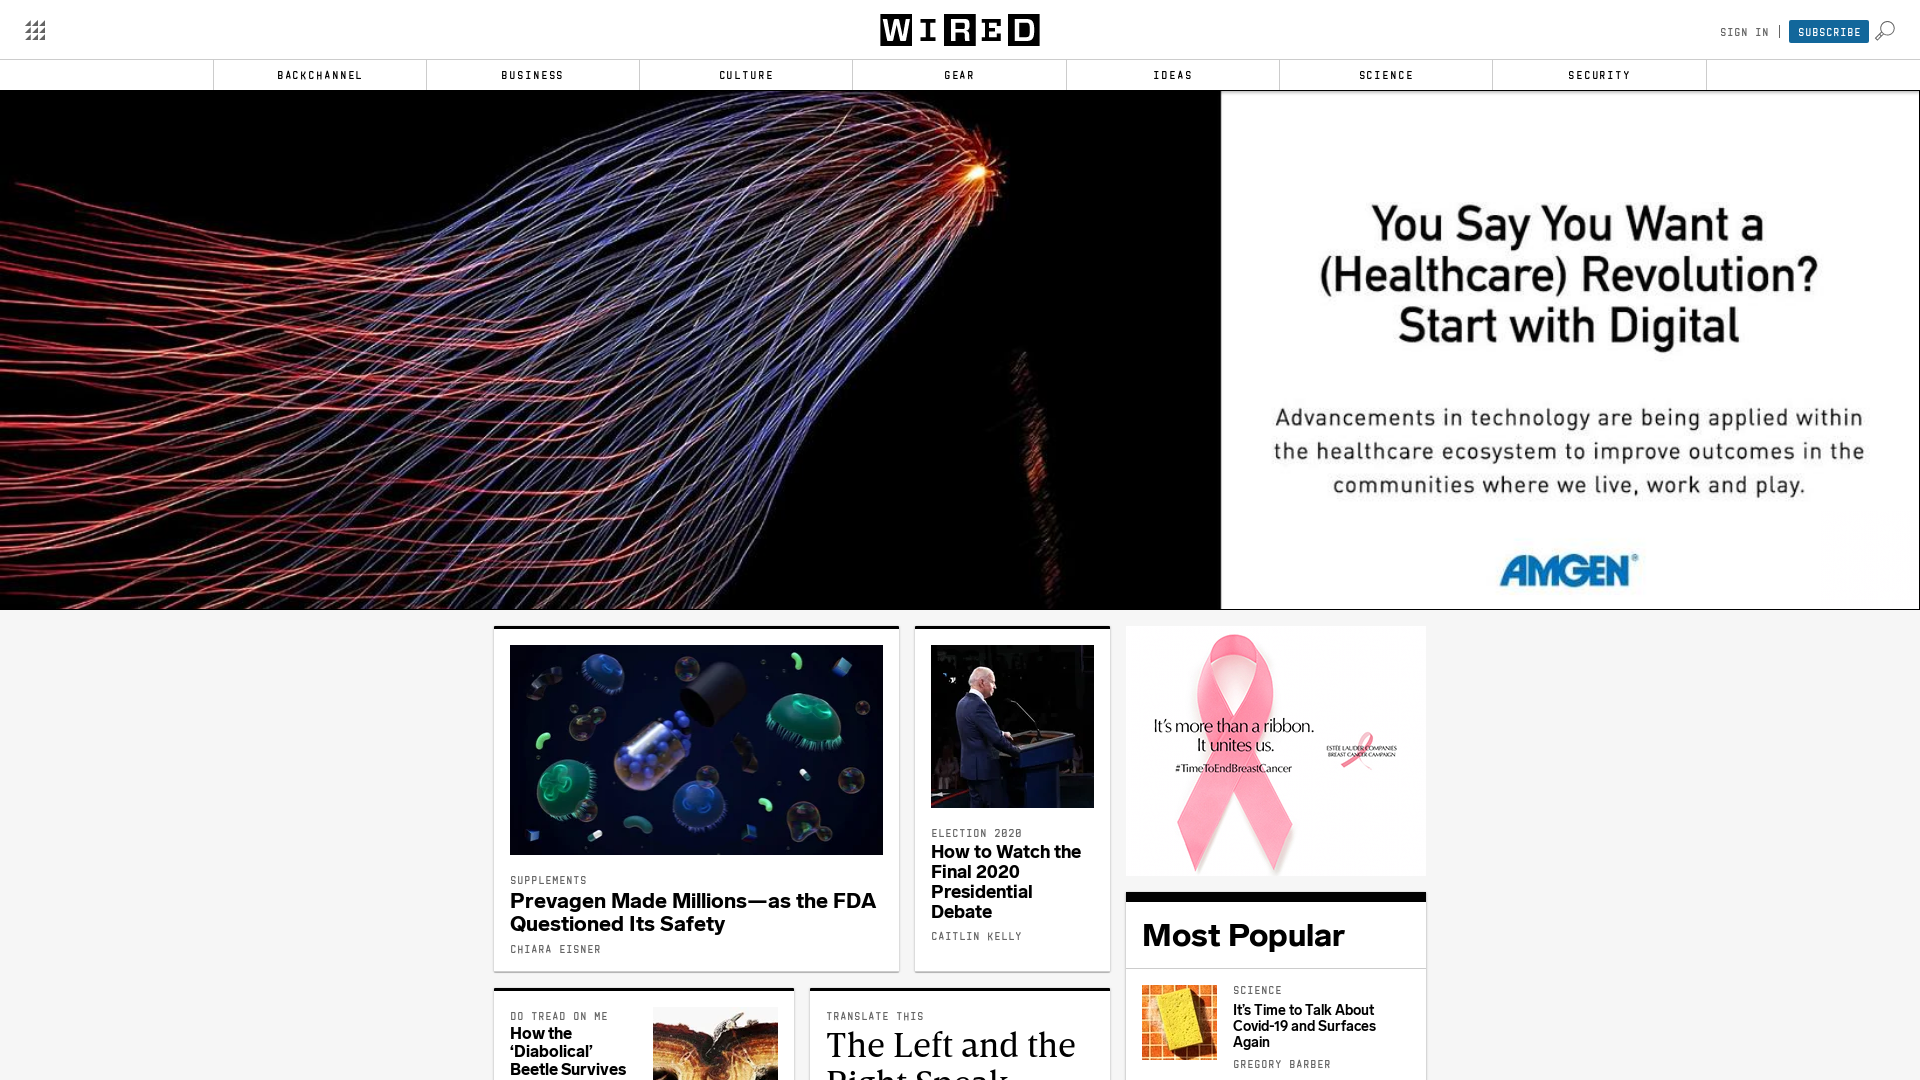 WIRED
SIGN IN
SUBSCRIBE
BACKCHANNEL
BUSINESS
CULTURE
GEAR
IDEAS
SCIENCE
SECURITY
You Say You Want a
(Healthcare) Revolution?
Start with Digital
Advancements in technology are being applied within
the healthcare ecosystem to improve outcomes in the
communities where we live, work and play.
AMGEN®
SUPPLEMENTS
Prevagen Made Millions—as the FDA
Questioned Its Safety
CHIARA EISNER
ELECTION 2020
How to Watch the
Final 2020
Presidential
Debate
CAITLIN KELLY
It's more than a ribbon.
It unites us.
#TimeToEndBreastCancer
ESTÉE LAUDER COMPANIES
BREAST CANCER CAMPAIGN
Most Popular
SCIENCE
It's Time to Talk About
Covid-19 and Surfaces
Again
GREGORY BARBER
DO TREAD ON ME
How the
‘Diabolical’
Beetle Survives
TRANSLATE THIS
The Left and the
Right Speak